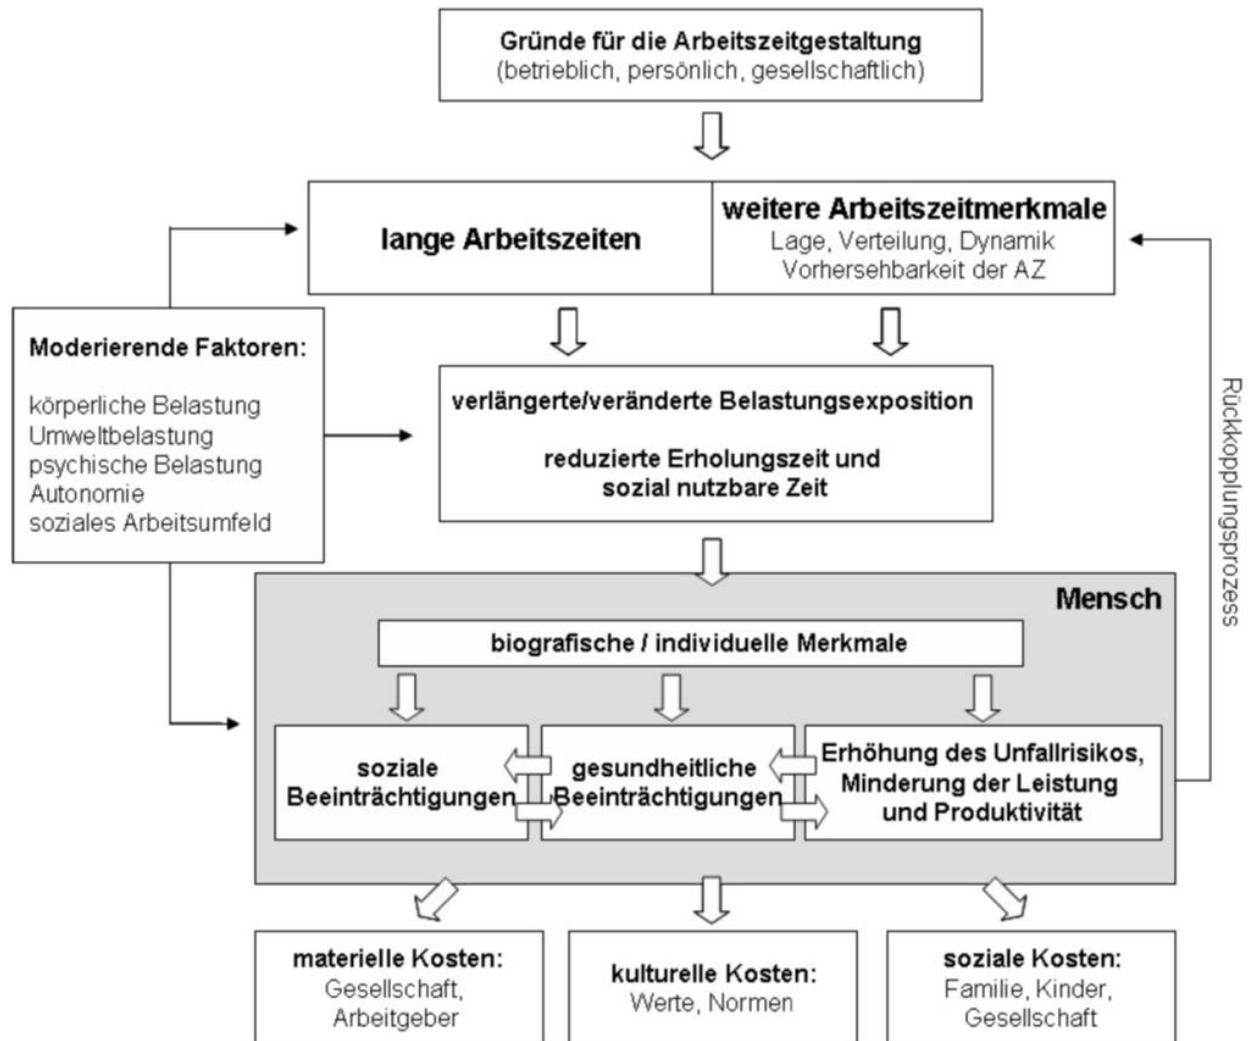 Gründe für die Arbeitszeitgestaltung
(betrieblich, persönlich, gesellschaftlich)
lange Arbeitszeiten
weitere Arbeitszeitmerkmale
Lage, Verteilung, Dynamik
Vorhersehbarkeit der AZ
Moderierende Faktoren:
körperliche Belastung
Umweltbelastung
psychische Belastung
Autonomie
soziales Arbeitsumfeld
verlängerte/veränderte Belastungsexposition
reduzierte Erholungszeit und
sozial nutzbare Zeit
Rückkopplungsprozess
Mensch
biografische / individuelle Merkmale
soziale
Beeinträchtigungen
gesundheitliche
Beeinträchtigungen
Erhöhung des Unfallrisikos,
Minderung der Leistung
und Produktivität
materielle Kosten:
Gesellschaft,
Arbeitgeber
kulturelle Kosten:
Werte, Normen
soziale Kosten:
Familie, Kinder,
Gesellschaft